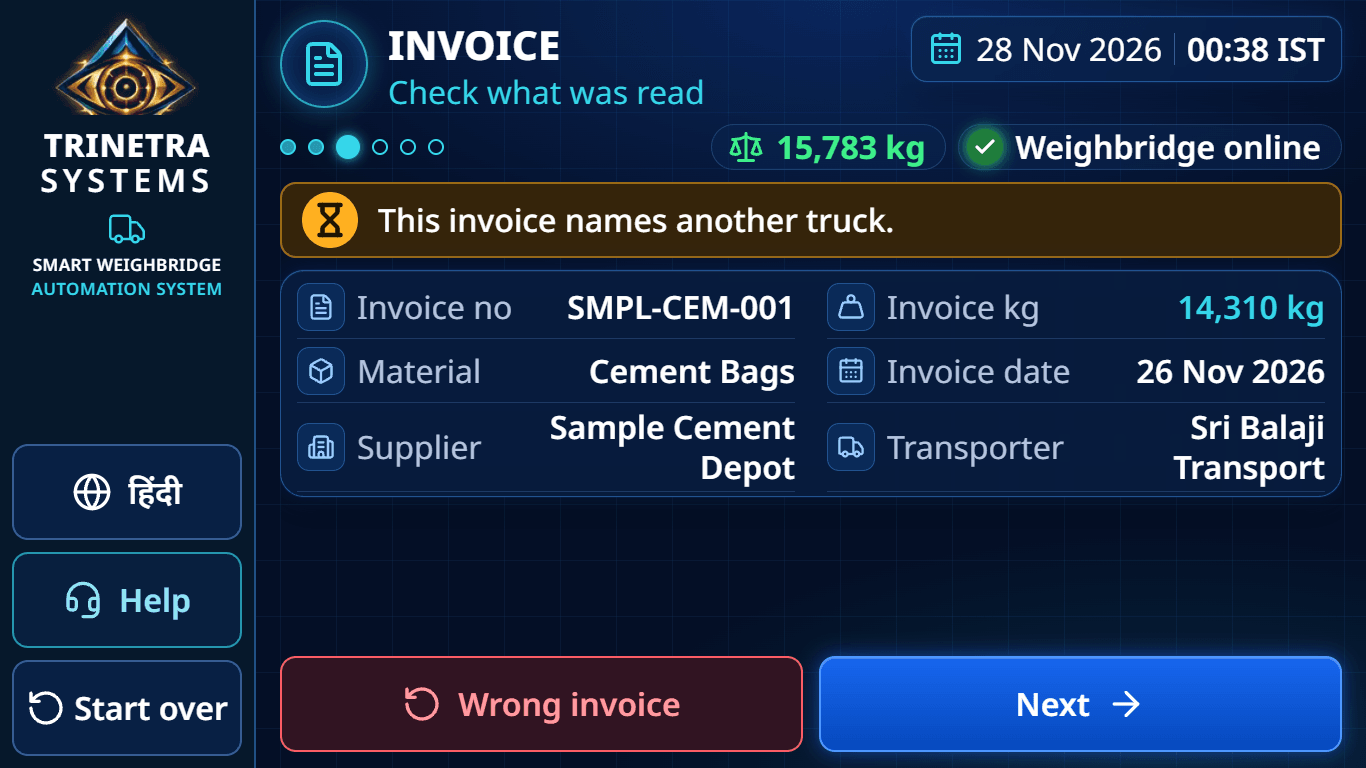 TRINETRA
SYSTEMS
SMART WEIGHBRIDGE
AUTOMATION SYSTEM
हिंदी
Help
Start over
INVOICE
Check what was read
28 Nov 2026 00:38 IST
15,783 kg
Weighbridge online
This invoice names another truck.
Invoice no SMPL-CEM-001
Invoice kg 14,310 kg
Material Cement Bags
Invoice date 26 Nov 2026
Supplier Sample Cement
Depot
Transporter Sri Balaji
Transport
Wrong invoice
Next